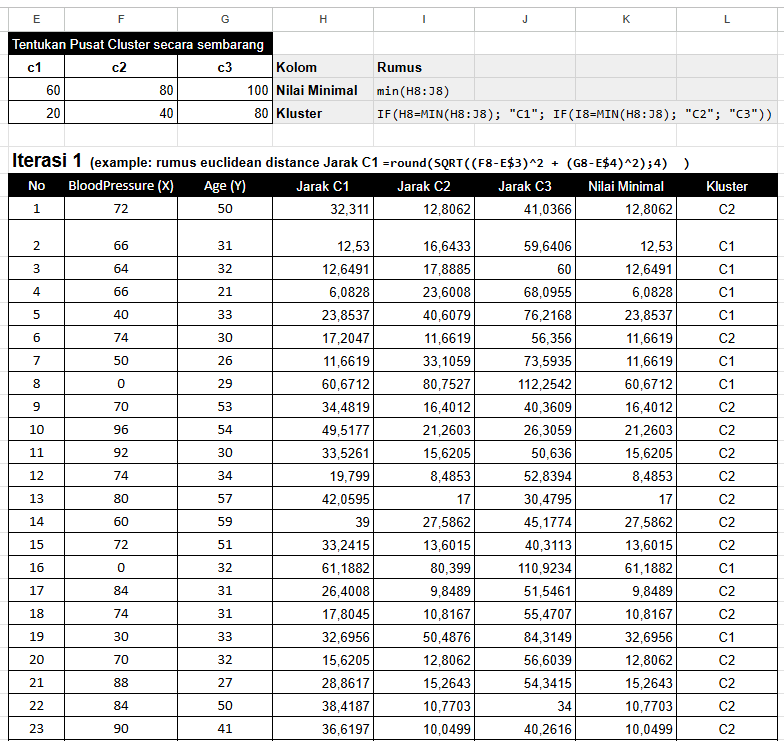 E F G H I J K L
Tentukan Pusat Cluster secara sembarang
c1 c2 c3 Kolom Rumus
60 80 100 Nilai Minimal min(H8:J8)
20 40 80 Kluster IF(H8=MIN(H8:J8); "C1"; IF(I8=MIN(H8:J8); "C2"; "C3"))
Iterasi 1 (example: rumus euclidean distance Jarak C1 =round(SQRT((F8-E$3)^2 + (G8-E$4)^2);4) )
No BloodPressure (X) Age (Y) Jarak C1 Jarak C2 Jarak C3 Nilai Minimal Kluster
1 72 50 32,311 12,8062 41,0366 12,8062 C2
2 66 31 12,53 16,6433 59,6406 12,53 C1
3 64 32 12,6491 17,8885 60 12,6491 C1
4 66 21 6,0828 23,6008 68,0955 6,0828 C1
5 40 33 23,8537 40,6079 76,2168 23,8537 C1
6 74 30 17,2047 11,6619 56,356 11,6619 C2
7 50 26 11,6619 33,1059 73,5935 11,6619 C1
8 0 29 60,6712 80,7527 112,2542 60,6712 C1
9 70 53 34,4819 16,4012 40,3609 16,4012 C2
10 96 54 49,5177 21,2603 26,3059 21,2603 C2
11 92 30 33,5261 15,6205 50,636 15,6205 C2
12 74 34 19,799 8,4853 52,8394 8,4853 C2
13 80 57 42,0595 17 30,4795 17 C2
14 60 59 39 27,5862 45,1774 27,5862 C2
15 72 51 33,2415 13,6015 40,3113 13,6015 C2
16 0 32 61,1882 80,399 110,9234 61,1882 C1
17 84 31 26,4008 9,8489 51,5461 9,8489 C2
18 74 31 17,8045 10,8167 55,4707 10,8167 C2
19 30 33 32,6956 50,4876 84,3149 32,6956 C1
20 70 32 15,6205 12,8062 56,6039 12,8062 C2
21 88 27 28,8617 15,2643 54,3415 15,2643 C2
22 84 50 38,4187 10,7703 34 10,7703 C2
23 90 41 36,6197 10,0499 40,2616 10,0499 C2